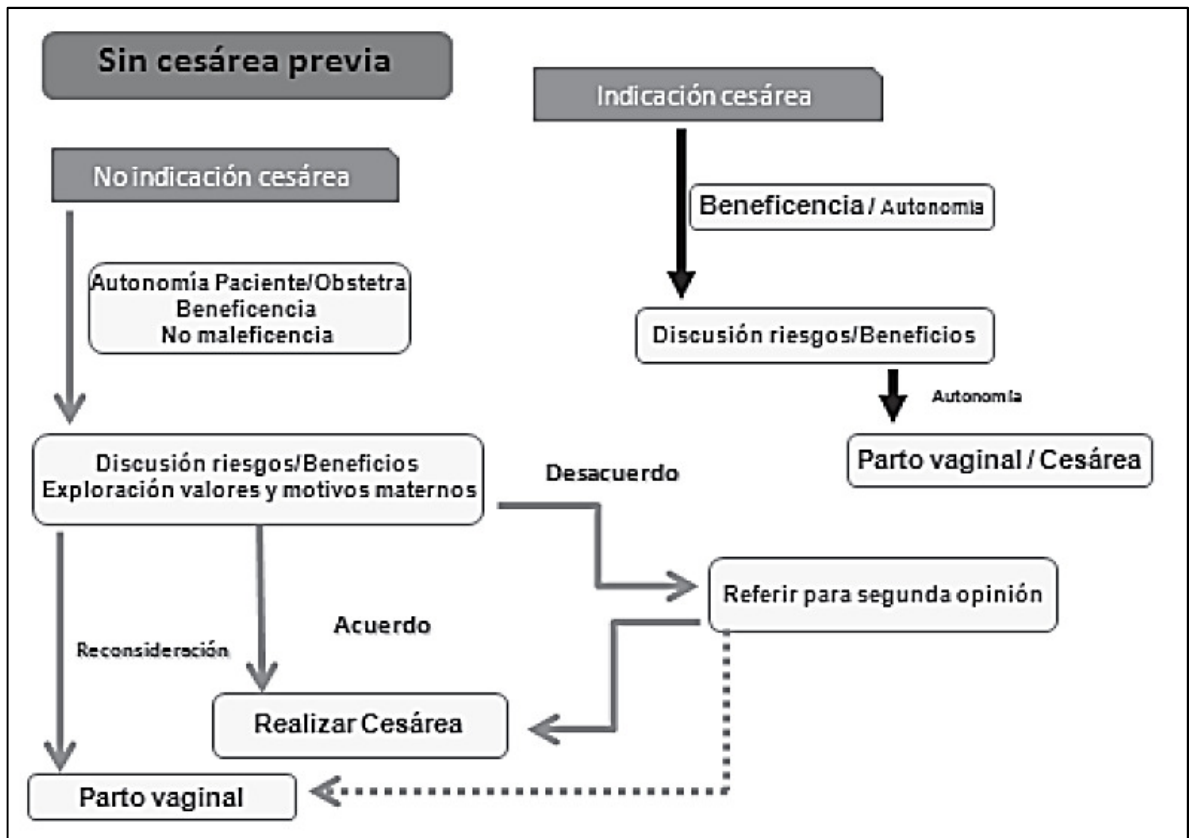 Sin cesárea previa
Indicación cesárea
No indicación cesárea
Beneficencia / Autonomía
Autonomía Paciente/Obstetra
Beneficencia
No maleficencia
Discusión riesgos/Beneficios
Autonomía
Parto vaginal / Cesárea
Discusión riesgos/Beneficios
Exploración valores y motivos maternos
Desacuerdo
Referir para segunda opinión
Acuerdo
Reconsideración
Realizar Cesárea
Parto vaginal